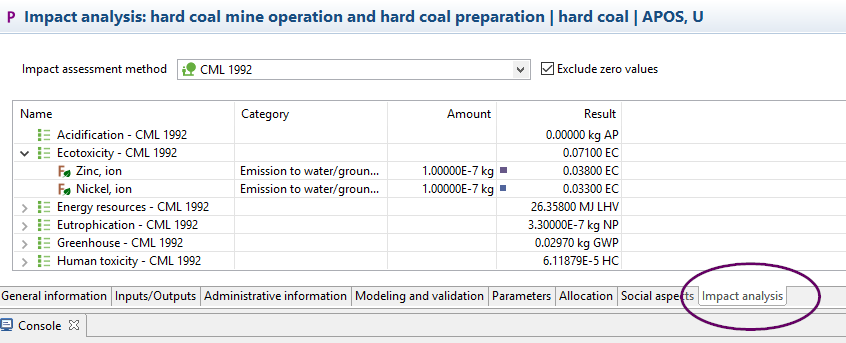 P Impact analysis: hard coal mine operation and hard coal preparation | hard coal | APOS, U
Impact assessment method CML 1992 Exclude zero values
Name Category Amount Result
Acidification - CML 1992 0.00000 kg AP
Ecotoxicity - CML 1992 0.07100 EC
Fe Zinc, ion Emission to water/groun... 1.00000E-7 kg 0.03800 EC
Fe Nickel, ion Emission to water/groun... 1.00000E-7 kg 0.03300 EC
Energy resources - CML 1992 26.35800 MJ LHV
Eutrophication - CML 1992 3.30000E-7 kg NP
Greenhouse - CML 1992 0.02970 kg GWP
Human toxicity - CML 1992 6.11879E-5 HC
General information Inputs/Outputs Administrative information Modeling and validation Parameters Allocation Social aspects Impact analysis
Console